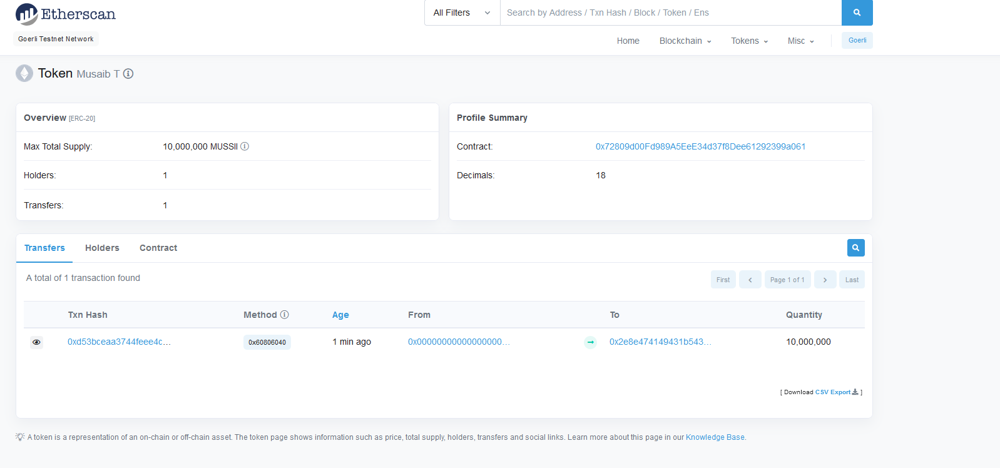 Etherscan
All Filters
Search by Address / Txn Hash / Block / Token / Ens
Goerli Testnet Network
Home Blockchain Tokens Misc Goerli
Token Musaib T
Overview [ERC-20]
Max Total Supply: 10,000,000 MUSSII
Holders: 1
Transfers: 1
Profile Summary
Contract: 0x72809d00Fd989A5EeE34d37f8Dee61292399a061
Decimals: 18
Transfers Holders Contract
A total of 1 transaction found
First Page 1 of 1 Last
Txn Hash Method Age From To Quantity
0xd53bceaa3744feee4c... 0x60806040 1 min ago 0x00000000000000000... 0x2e8e474149431b543... 10,000,000
[ Download CSV Export ]
A token is a representation of an on-chain or off-chain asset. The token page shows information such as price, total supply, holders, transfers and social links. Learn more about this page in our Knowledge Base.